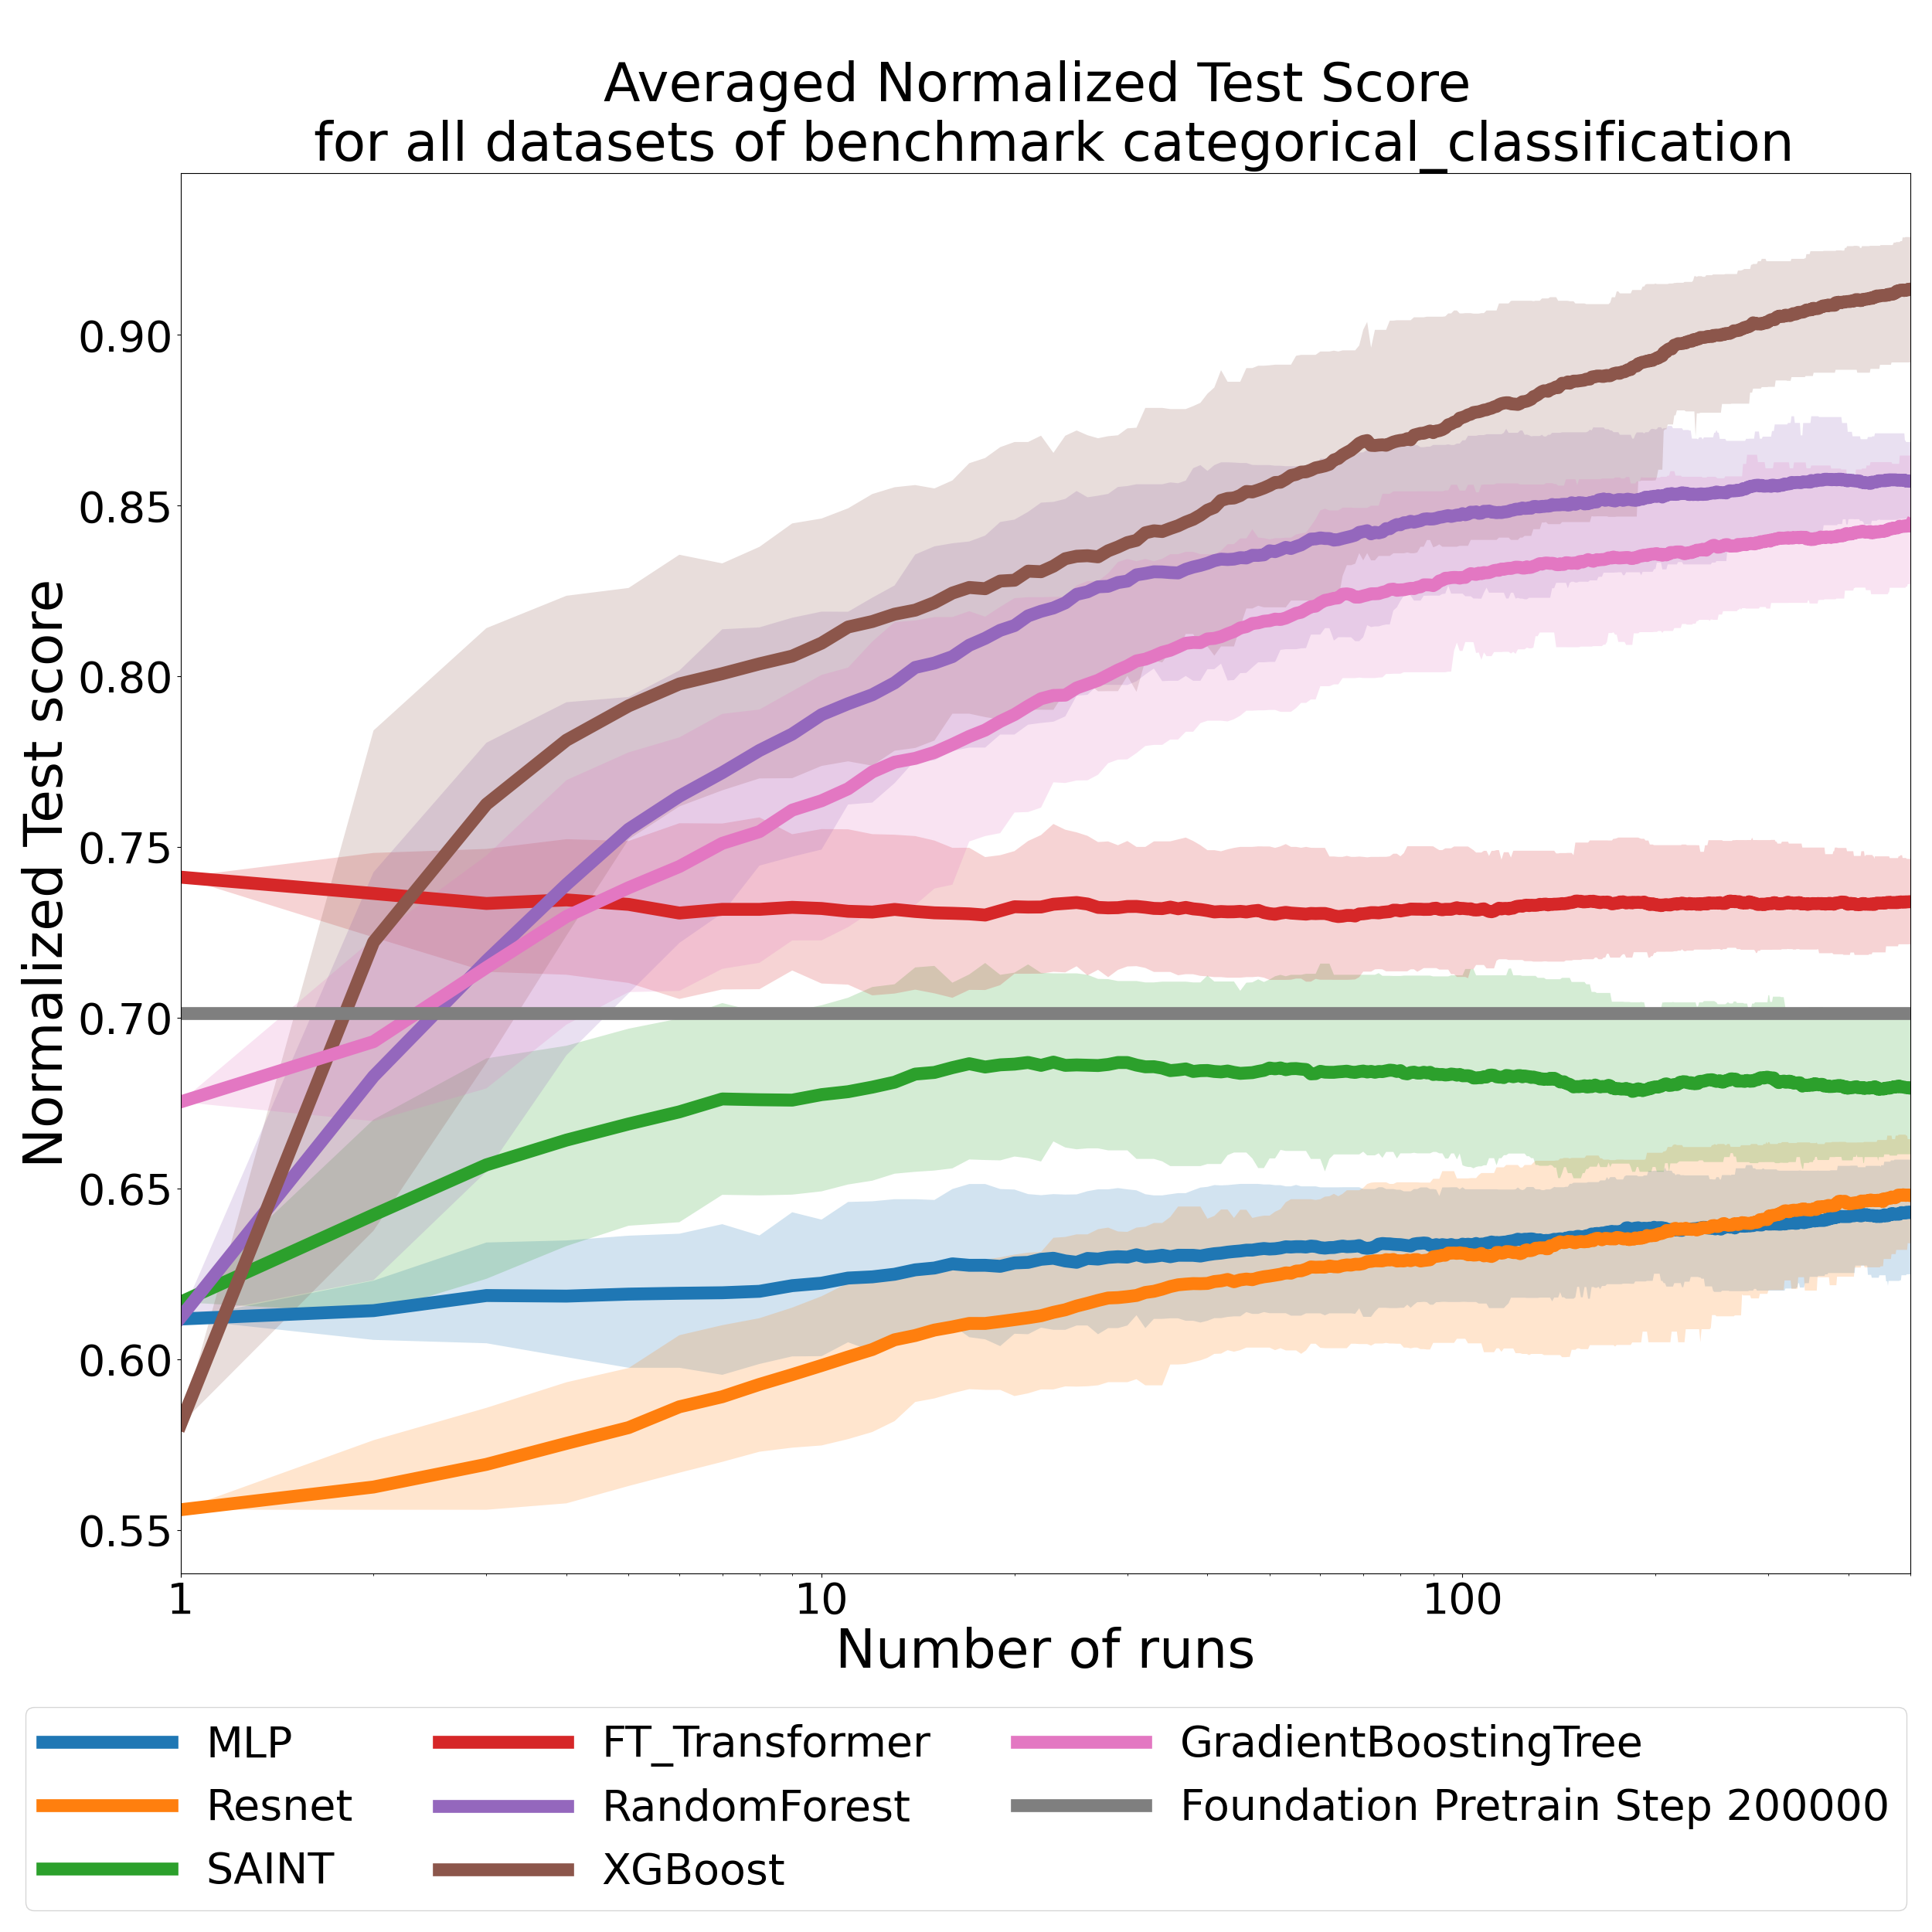 Averaged Normalized Test Score
for all datasets of benchmark categorical_classification
Normalized Test score
0.90
0.85
0.80
0.75
0.70
0.65
0.60
0.55
1
10
100
Number of runs
MLP
Resnet
SAINT
FT_Transformer
RandomForest
XGBoost
GradientBoostingTree
Foundation Pretrain Step 200000